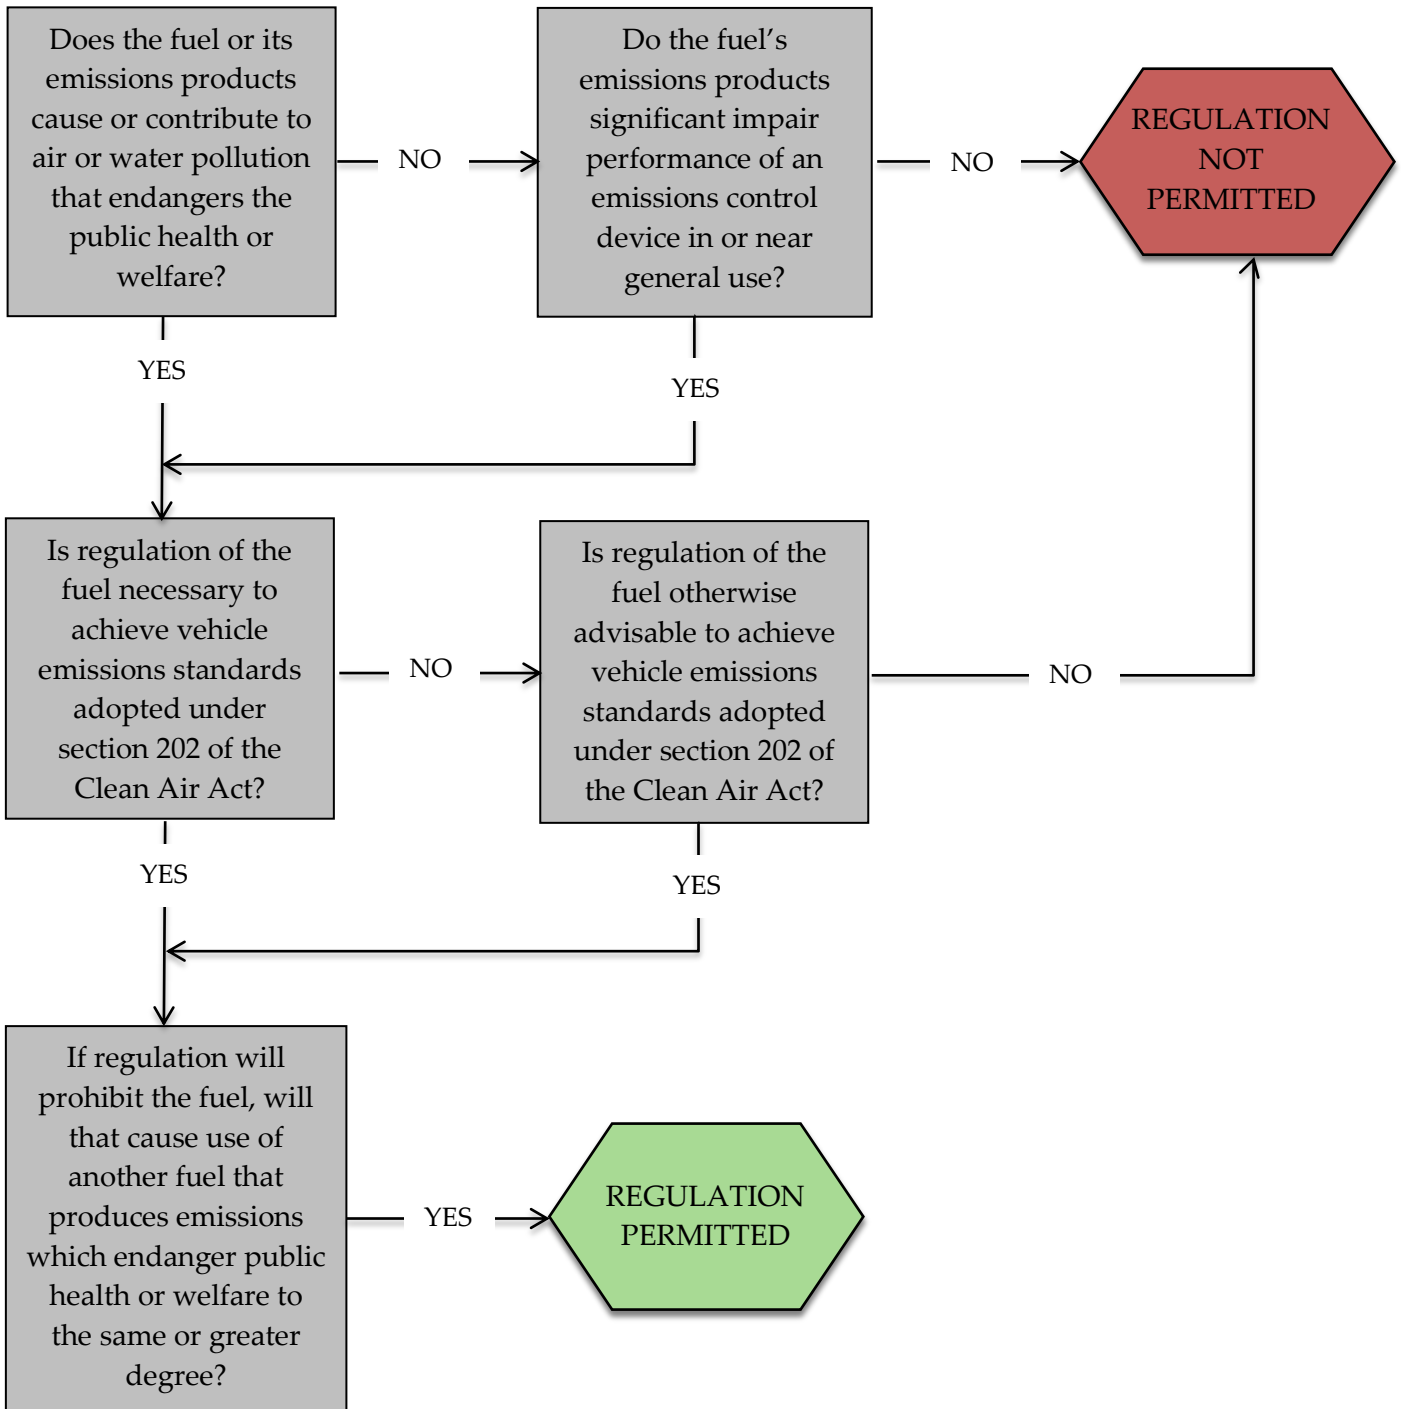 Does the fuel or its
emissions products
cause or contribute to
air or water pollution
that endangers the
public health or
welfare?
NO
Do the fuel’s
emissions products
significant impair
performance of an
emissions control
device in or near
general use?
NO
REGULATION
NOT
PERMITTED
YES
YES
Is regulation of the
fuel necessary to
achieve vehicle
emissions standards
adopted under
section 202 of the
Clean Air Act?
NO
Is regulation of the
fuel otherwise
advisable to achieve
vehicle emissions
standards adopted
under section 202 of
the Clean Air Act?
NO
YES
YES
If regulation will
prohibit the fuel, will
that cause use of
another fuel that
produces emissions
which endanger public
health or welfare to
the same or greater
degree?
YES
REGULATION
PERMITTED